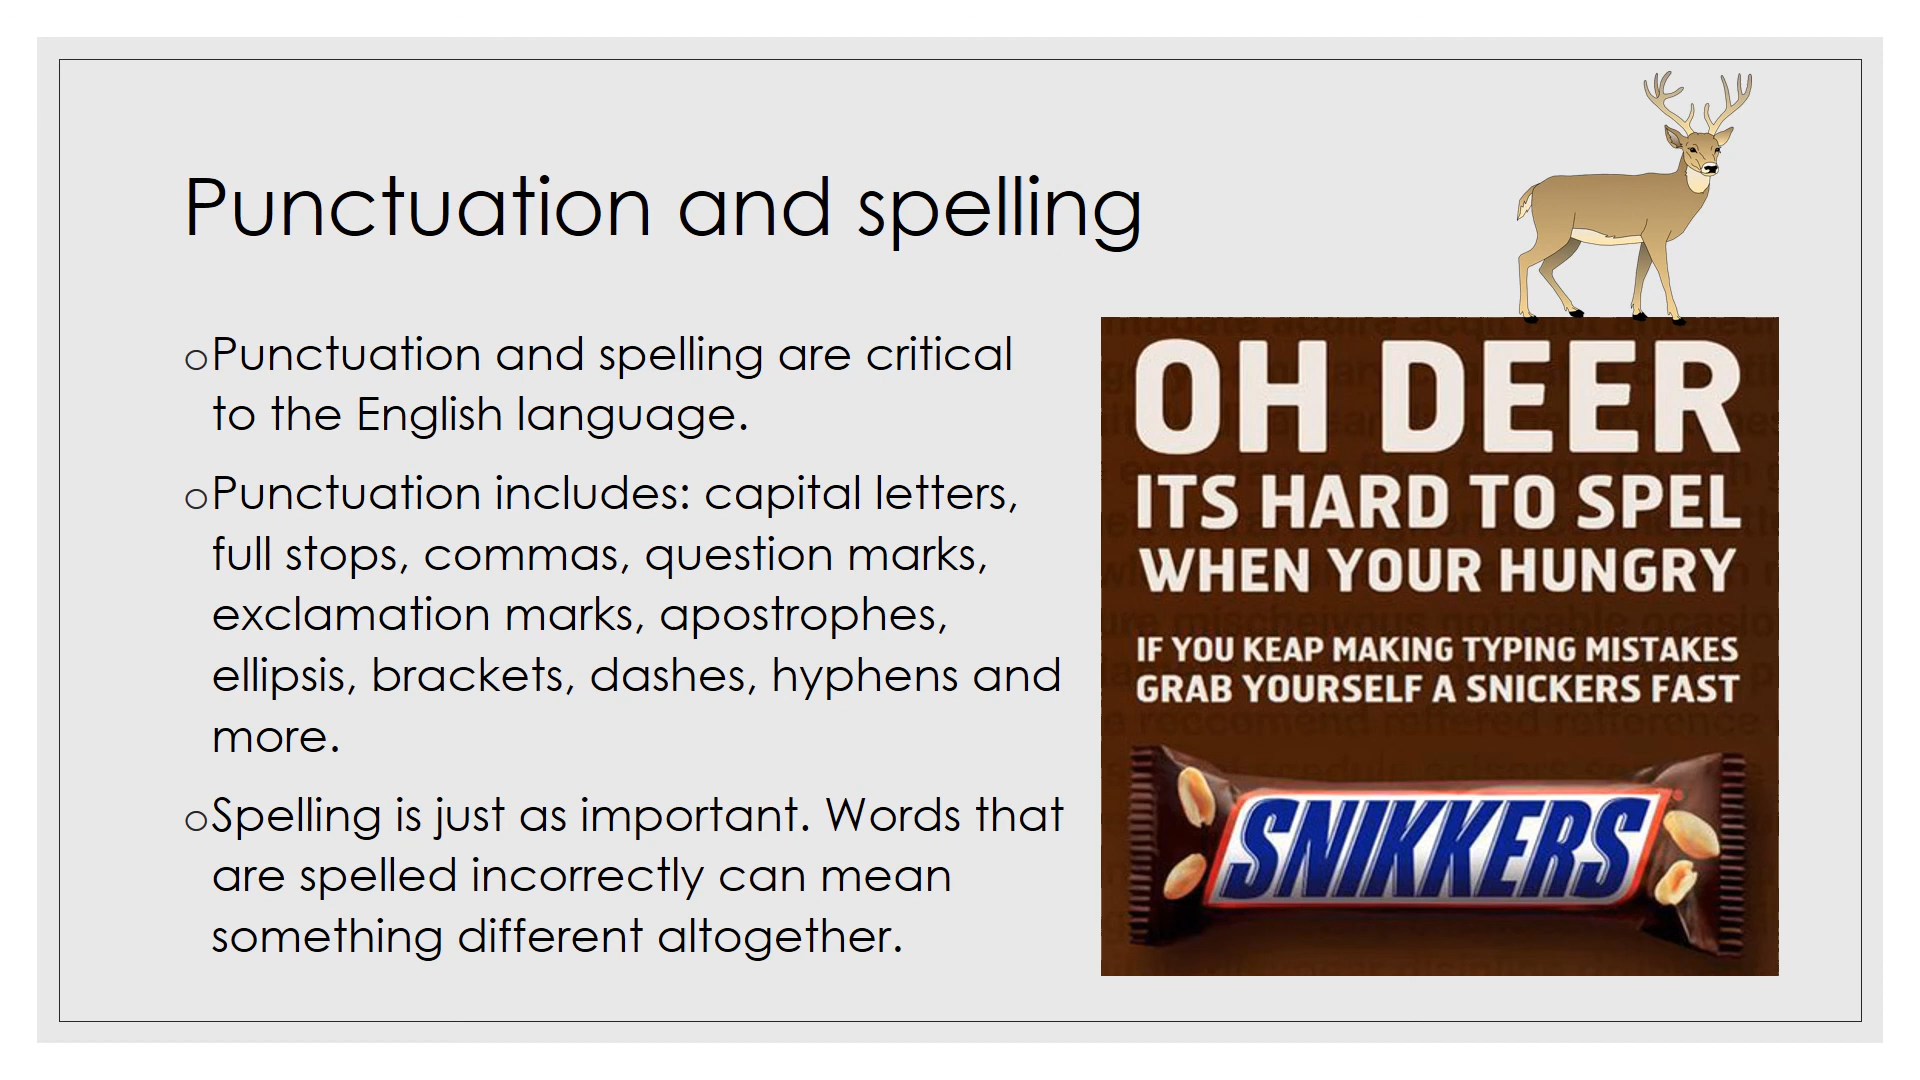 Punctuation and spelling
oPunctuation and spelling are critical
to the English language.
oPunctuation includes: capital letters,
full stops, commas, question marks,
exclamation marks, apostrophes,
ellipsis, brackets, dashes, hyphens and
more.
oSpelling is just as important. Words that
are spelled incorrectly can mean
something different altogether.
OH DEER
ITS HARD TO SPEL
WHEN YOUR HUNGRY
IF YOU KEAP MAKING TYPING MISTAKES
GRAB YOURSELF A SNICKERS FAST
SNIKKERS